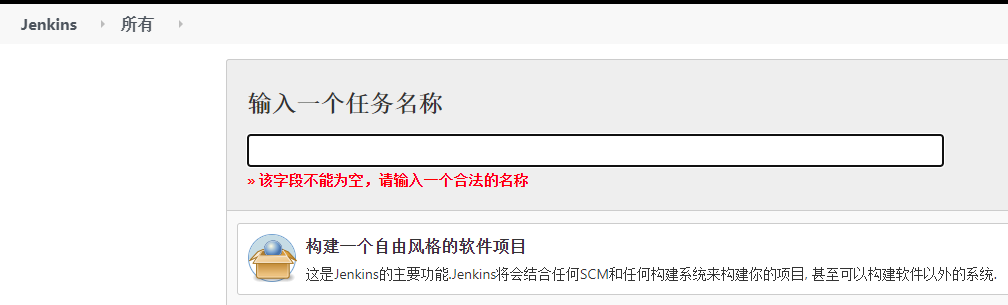 Jenkins 所有
输入一个任务名称
» 该字段不能为空，请输入一个合法的名称
构建一个自由风格的软件项目
这是Jenkins的主要功能.Jenkins将会结合任何SCM和任何构建系统来构建你的项目, 甚至可以构建软件以外的系统.